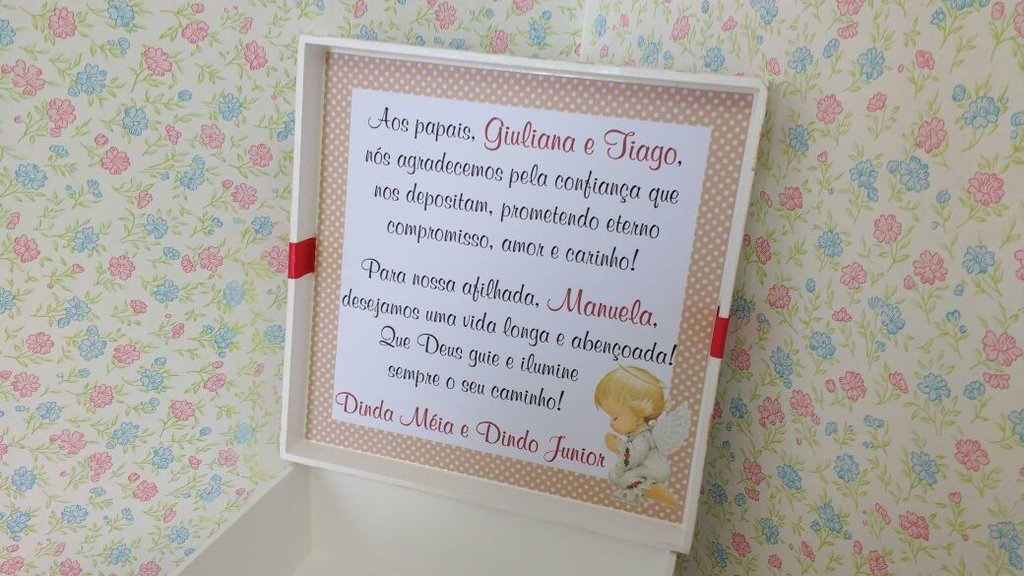 Aos papais, Giuliana e Tiago,
nós agradecemos pela confiança que
nos depositam, prometendo eterno
compromisso, amor e carinho!
Para nossa afilhada, Manuela,
desejamos uma vida longa e abençoada!
Que Deus guie e ilumine
sempre o seu caminho!
Dinda Méia e Dindo Junior